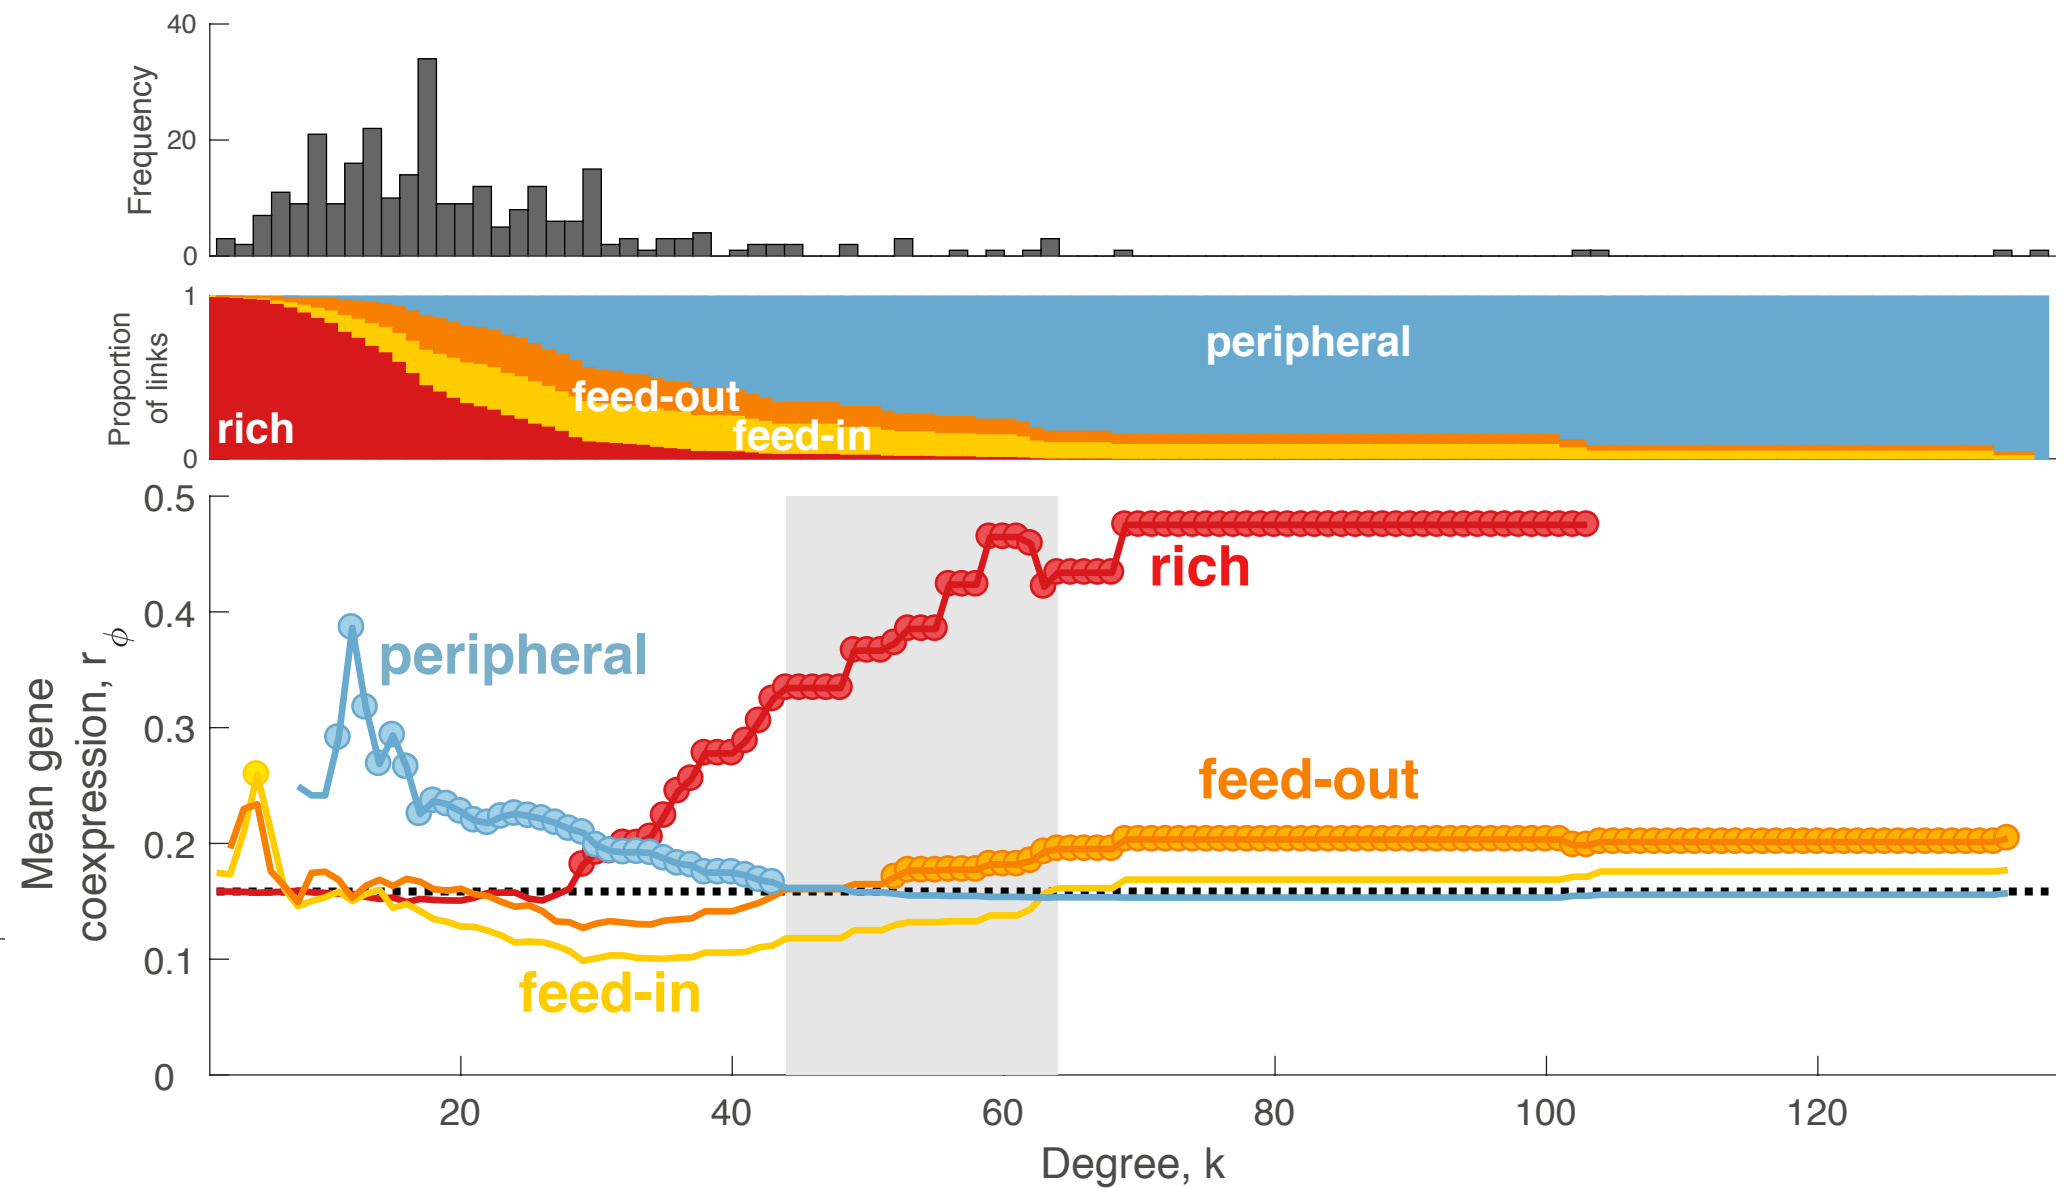 40
20
0
Frequency
1
0
Proportion
of links
peripheral
feed-out
feed-in
rich
0.5
0.4
0.3
0.2
0.1
0
Mean gene
coexpression, r ϕ
peripheral
rich
feed-out
feed-in
20
40
60
80
100
120
Degree, k